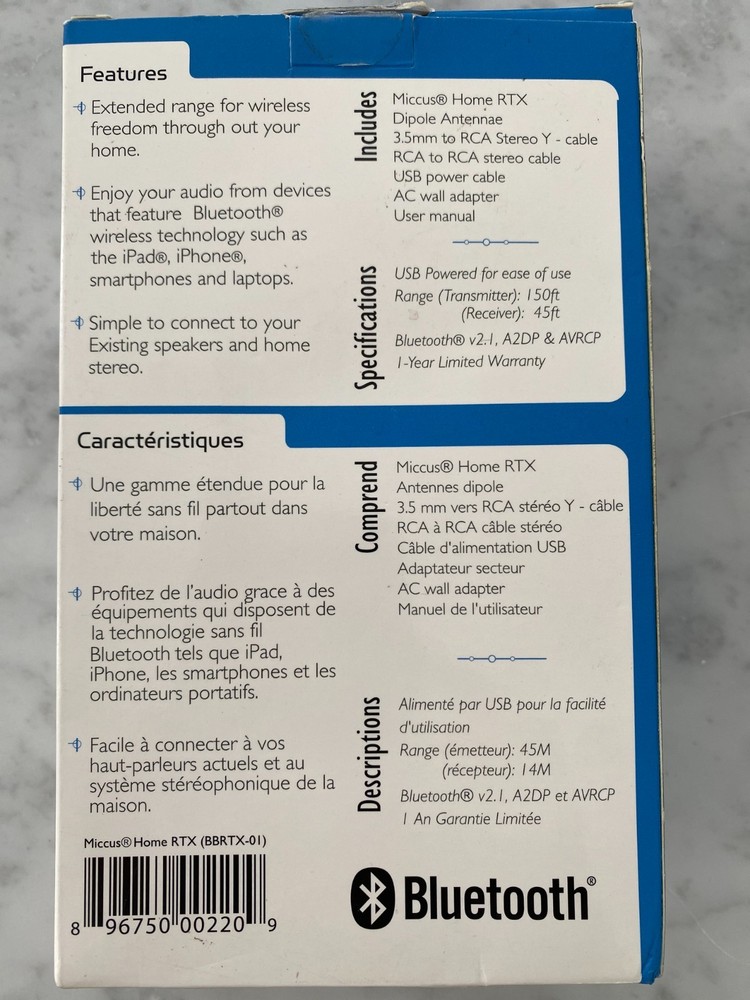 Features
Extended range for wireless
freedom through out your
home.
Enjoy your audio from devices
that feature Bluetooth®
wireless technology such as
the iPad®, iPhone®,
smartphones and laptops.
Simple to connect to your
Existing speakers and home
stereo.
Includes
Miccus® Home RTX
Dipole Antennae
3.5mm to RCA Stereo Y - cable
RCA to RCA stereo cable
USB power cable
AC wall adapter
User manual
Specifications
USB Powered for ease of use
Range (Transmitter): 150ft
(Receiver): 45ft
Bluetooth® v2.1, A2DP & AVRCP
1-Year Limited Warranty
Caractéristiques
Une gamme étendue pour la
liberté sans fil partout dans
votre maison.
Profitez de l'audio grace à des
équipements qui disposent de
la technologie sans fil
Bluetooth tels que iPad,
iPhone, les smartphones et les
ordinateurs portatifs.
Facile à connecter à vos
haut-parleurs actuels et au
système stéréophonique de la
maison.
Comprend
Miccus® Home RTX
Antennes dipole
3.5 mm vers RCA stéréo Y - câble
RCA à RCA câble stéréo
Câble d'alimentation USB
Adaptateur secteur
AC wall adapter
Manuel de l'utilisateur
Descriptions
Alimenté par USB pour la facilité
d'utilisation
Range (émetteur): 45M
(récepteur): 14M
Bluetooth® v2.1, A2DP et AVRCP
1 An Garantie Limitée
Miccus® Home RTX (BBRTX-01)
8 96750 00220 9
Bluetooth®